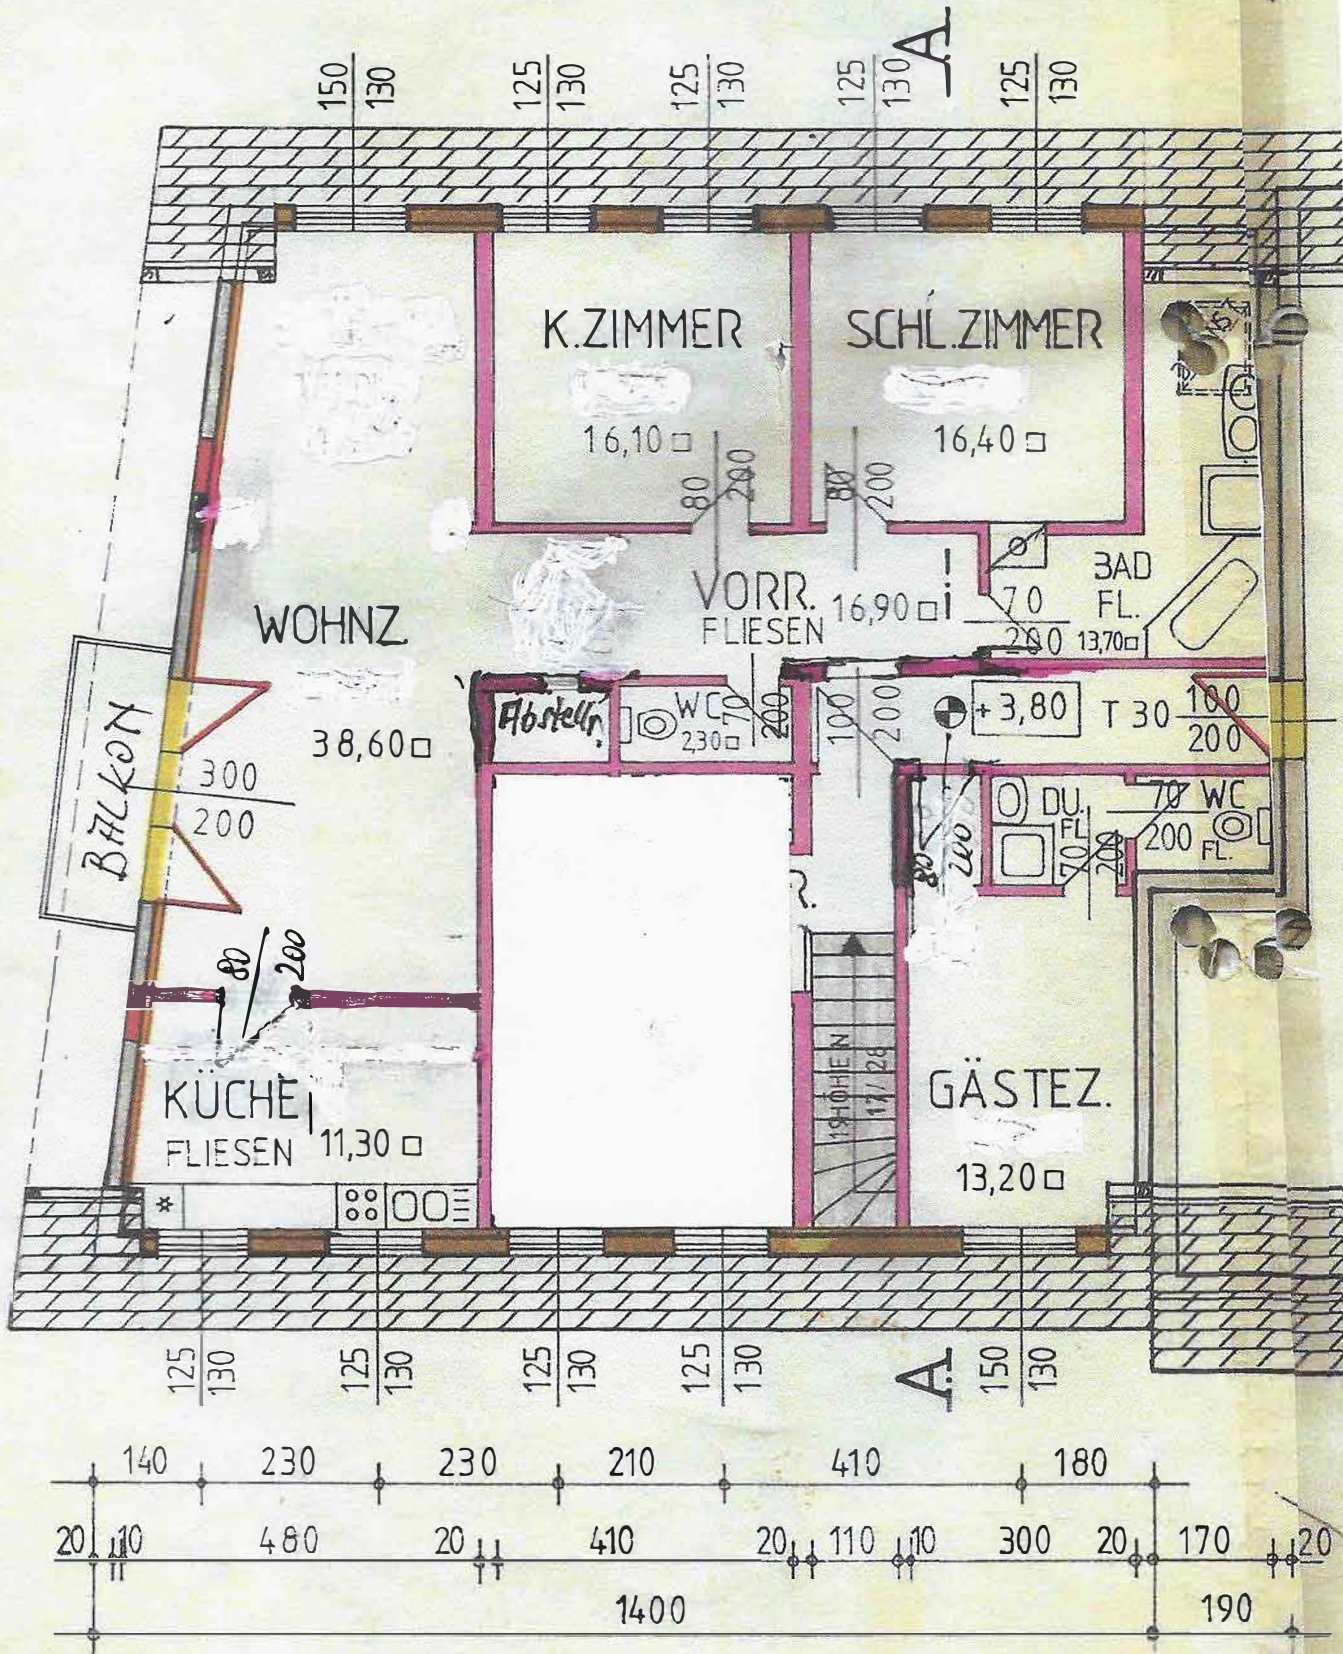 150 130
125 130
125 130
125 130
A
125 130
K.ZIMMER
16,10 □
SCHL.ZIMMER
16,40 □
80 200
80 200
WOHNZ.
38,60 □
VORR.
FLIESEN
16,90 □
BAD
FL.
13,70 □
70
200
Abstellr.
WC
2,30 □
70 200
100 200
+ 3,80
T 30
100
200
BALKON
300
200
DU.
FL
70
200
WC
FL.
70 200
80 200
80 200
KÜCHE
FLIESEN
11,30 □
19 HÖHEN
17/ 28
GÄSTEZ.
13,20 □
125 130
125 130
125 130
125 130
A
150 130
140 230 230 210 410 180
20 10 480 20 410 20 110 10 300 20 170 20
1400 190